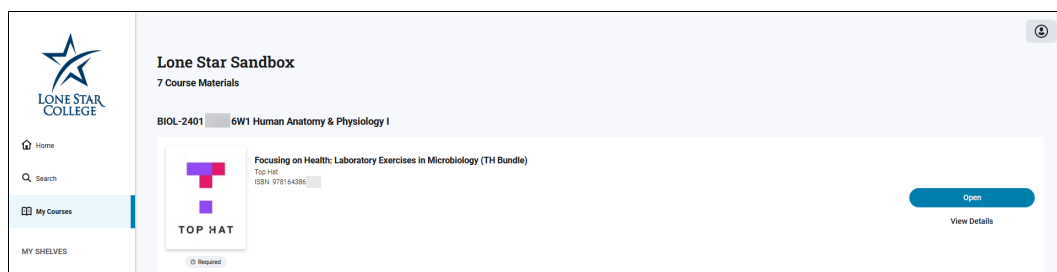 LONE STAR
COLLEGE
Home
Search
My Courses
MY SHELVES
Lone Star Sandbox
7 Course Materials
BIOL-2401 6W1 Human Anatomy & Physiology I
TOP HAT
Required
Focusing on Health: Laboratory Exercises in Microbiology (TH Bundle)
Top Hat
ISBN: 978164386
Open
View Details